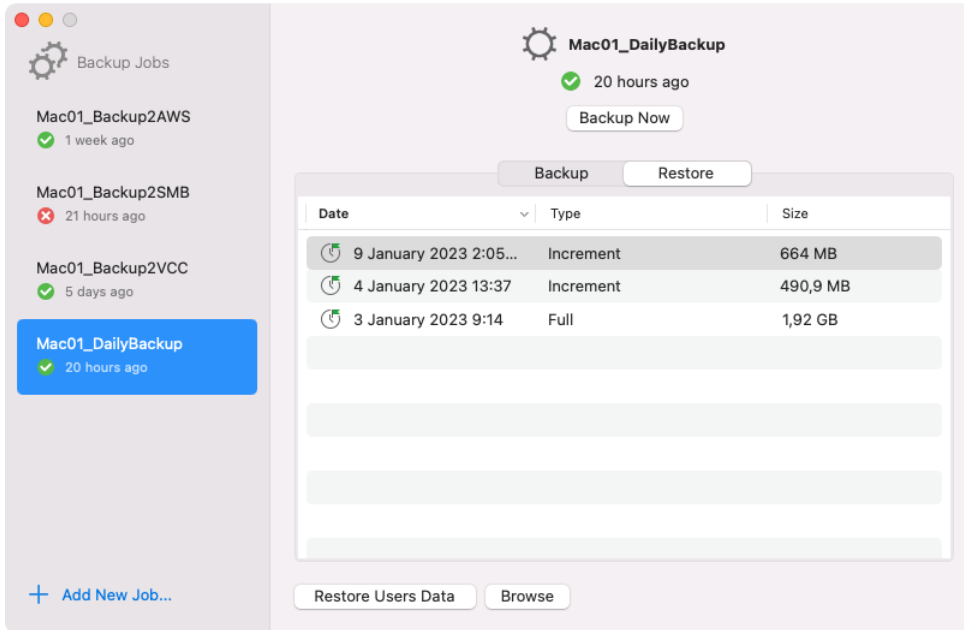 Backup Jobs
Mac01_Backup2AWS
1 week ago
Mac01_Backup2SMB
21 hours ago
Mac01_Backup2VCC
5 days ago
Mac01_DailyBackup
20 hours ago
Add New Job...
Mac01_DailyBackup
20 hours ago
Backup Now
Backup Restore
Date Type Size
9 January 2023 2:05... Increment 664 MB
4 January 2023 13:37 Increment 490,9 MB
3 January 2023 9:14 Full 1,92 GB
Restore Users Data Browse